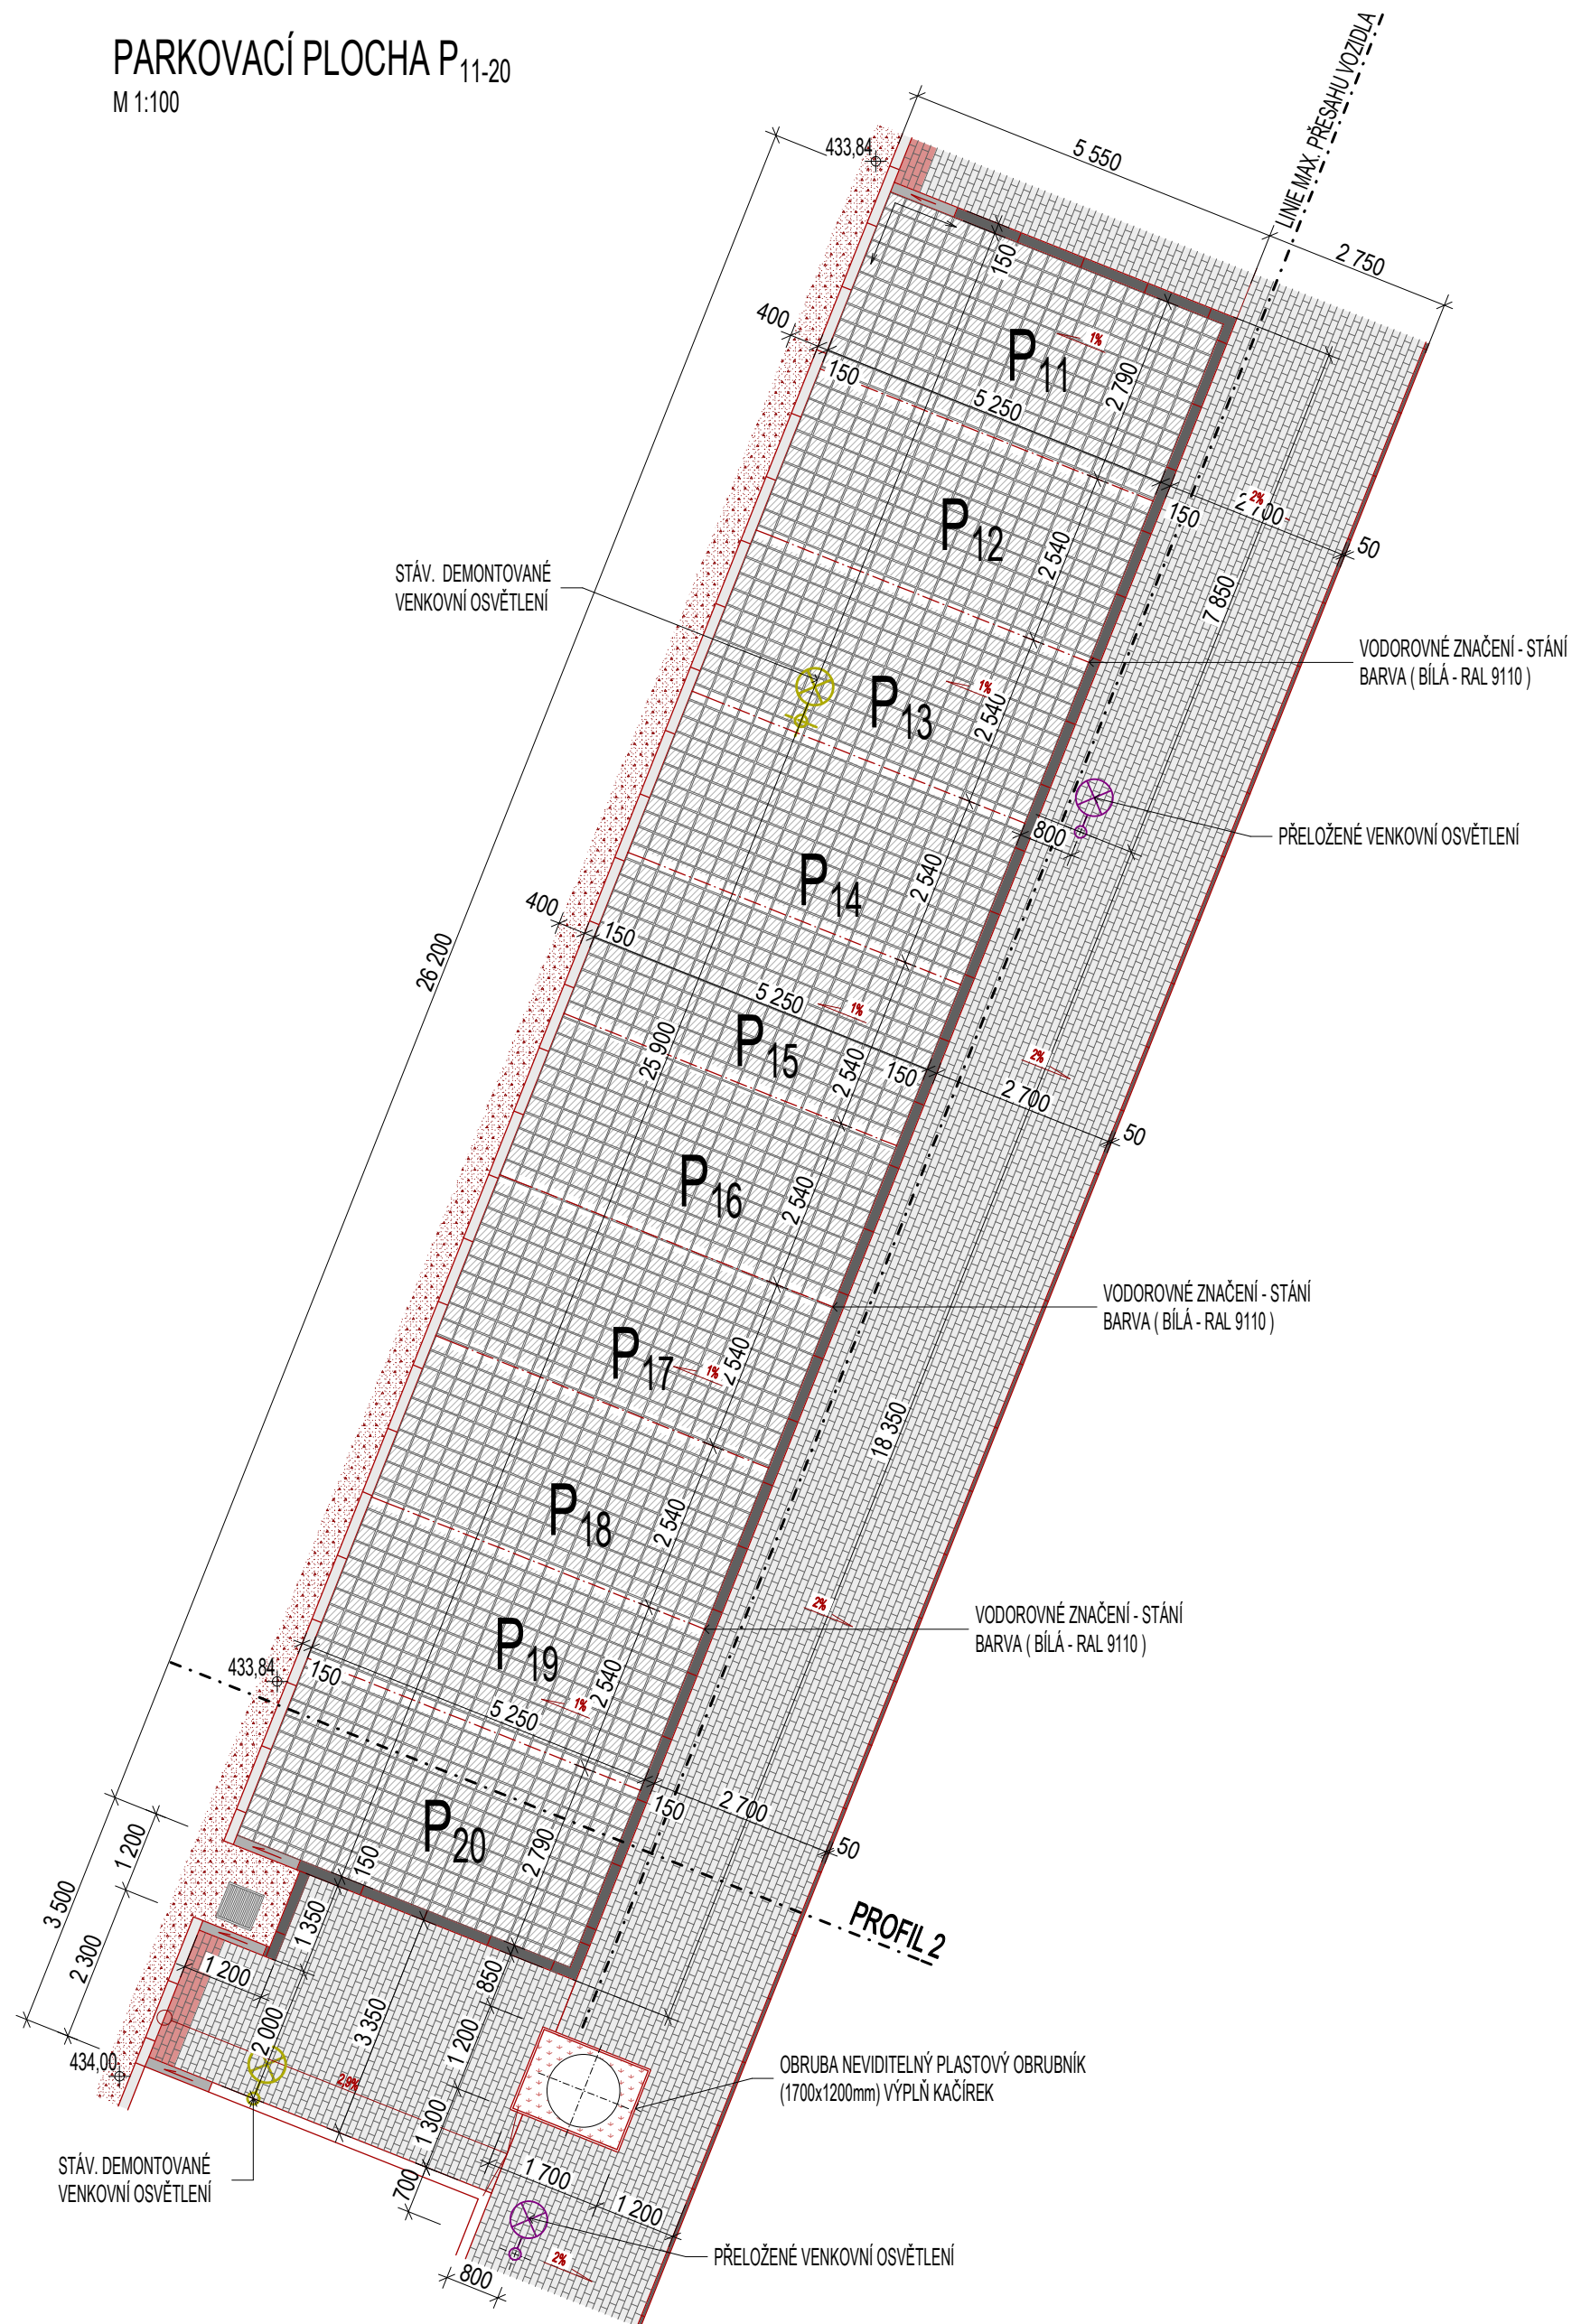 PARKOVACÍ PLOCHA P11-20
M 1:100
LINIE MAX. PŘESAHU VOZIDLA
5 550
2 750
433,84
150
400
150
5 250
P11
1%
2 790
P12
2 540
150
2%
2 700
50
7 850
STÁV. DEMONTOVANÉ
VENKOVNÍ OSVĚTLENÍ
VODOROVNÉ ZNAČENÍ - STÁNÍ
BARVA ( BÍLÁ - RAL 9110 )
P13
1%
2 540
800
PŘELOŽENÉ VENKOVNÍ OSVĚTLENÍ
P14
2 540
26 200
400
150
5 250
1%
25 900
P15
2 540
150
2%
2 700
50
P16
2 540
VODOROVNÉ ZNAČENÍ - STÁNÍ
BARVA ( BÍLÁ - RAL 9110 )
P17
1%
2 540
18 350
P18
2 540
2%
VODOROVNÉ ZNAČENÍ - STÁNÍ
BARVA ( BÍLÁ - RAL 9110 )
P19
433,84
150
5 250
1%
2 540
P20
150
2 790
150
2 700
50
PROFIL 2
1 200
3 500
2 300
1 350
1 200
2 000
3 350
850
1 200
434,00
2,9%
1 300
700
OBRUBA NEVIDITELNÝ PLASTOVÝ OBRUBNÍK
(1700x1200mm) VÝPLŇ KAČÍREK
STÁV. DEMONTOVANÉ
VENKOVNÍ OSVĚTLENÍ
1 700
1 200
2%
PŘELOŽENÉ VENKOVNÍ OSVĚTLENÍ
800